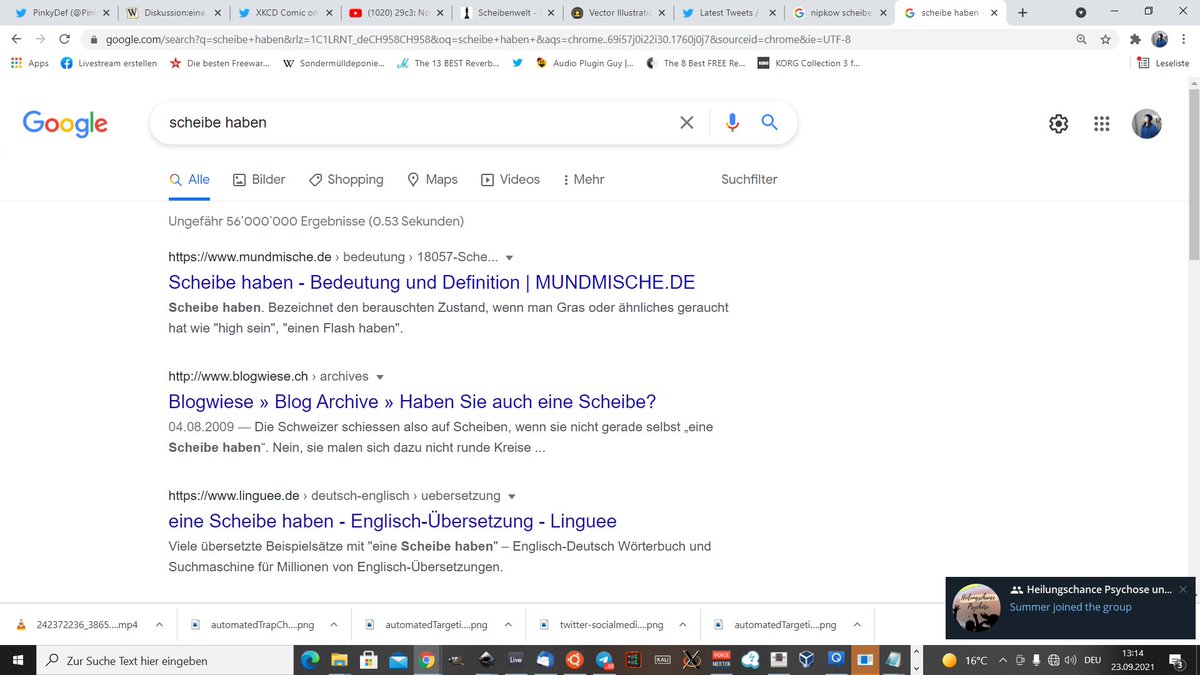 PinkyDef (@Pinl
Diskussion:eine
XKCD Comic on
(1020) 29c3: No
Scheibenwelt -
Vector Illustratio
Latest Tweets /
nipkow scheibe
scheibe haben -
google.com/search?q=scheibe+haben&rlz=1C1LRNT_deCH958CH958&oq=scheibe+haben+&aqs=chrome..69i57j0i22i30.1760j0j7&sourceid=chrome&ie=UTF-8
Apps
Livestream erstellen
Die besten Freewar...
Sondermülldeponie...
The 13 BEST Reverb...
Audio Plugin Guy |...
The 8 Best FREE Re...
KORG Collection 3 f...
Leseliste
Google
scheibe haben
Alle
Bilder
Shopping
Maps
Videos
Mehr
Suchfilter
Ungefähr 56'000'000 Ergebnisse (0.53 Sekunden)
https://www.mundmische.de › bedeutung › 18057-Sche...
Scheibe haben - Bedeutung und Definition | MUNDMISCHE.DE
Scheibe haben. Bezeichnet den berauschten Zustand, wenn man Gras oder ähnliches geraucht
hat wie "high sein", "einen Flash haben".
http://www.blogwiese.ch › archives
Blogwiese » Blog Archive » Haben Sie auch eine Scheibe?
04.08.2009 — Die Schweizer schiessen also auf Scheiben, wenn sie nicht gerade selbst „eine
Scheibe haben“. Nein, sie malen sich dazu nicht runde Kreise ...
https://www.linguee.de › deutsch-englisch › uebersetzung
eine Scheibe haben - Englisch-Übersetzung - Linguee
Viele übersetzte Beispielsätze mit "eine Scheibe haben" – Englisch-Deutsch Wörterbuch und
Suchmaschine für Millionen von Englisch-Übersetzungen.
Heilungschance Psychose
Heilungschance Psychose un...
Summer joined the group
242372236_3865....mp4
automatedTrapCh....png
automatedTargeti....png
twitter-socialmedi....png
automatedTargeti....png
Zur Suche Text hier eingeben
Live
KALI
VOICE
MEETER
16°C
DEU
13:14
23.09.2021
3